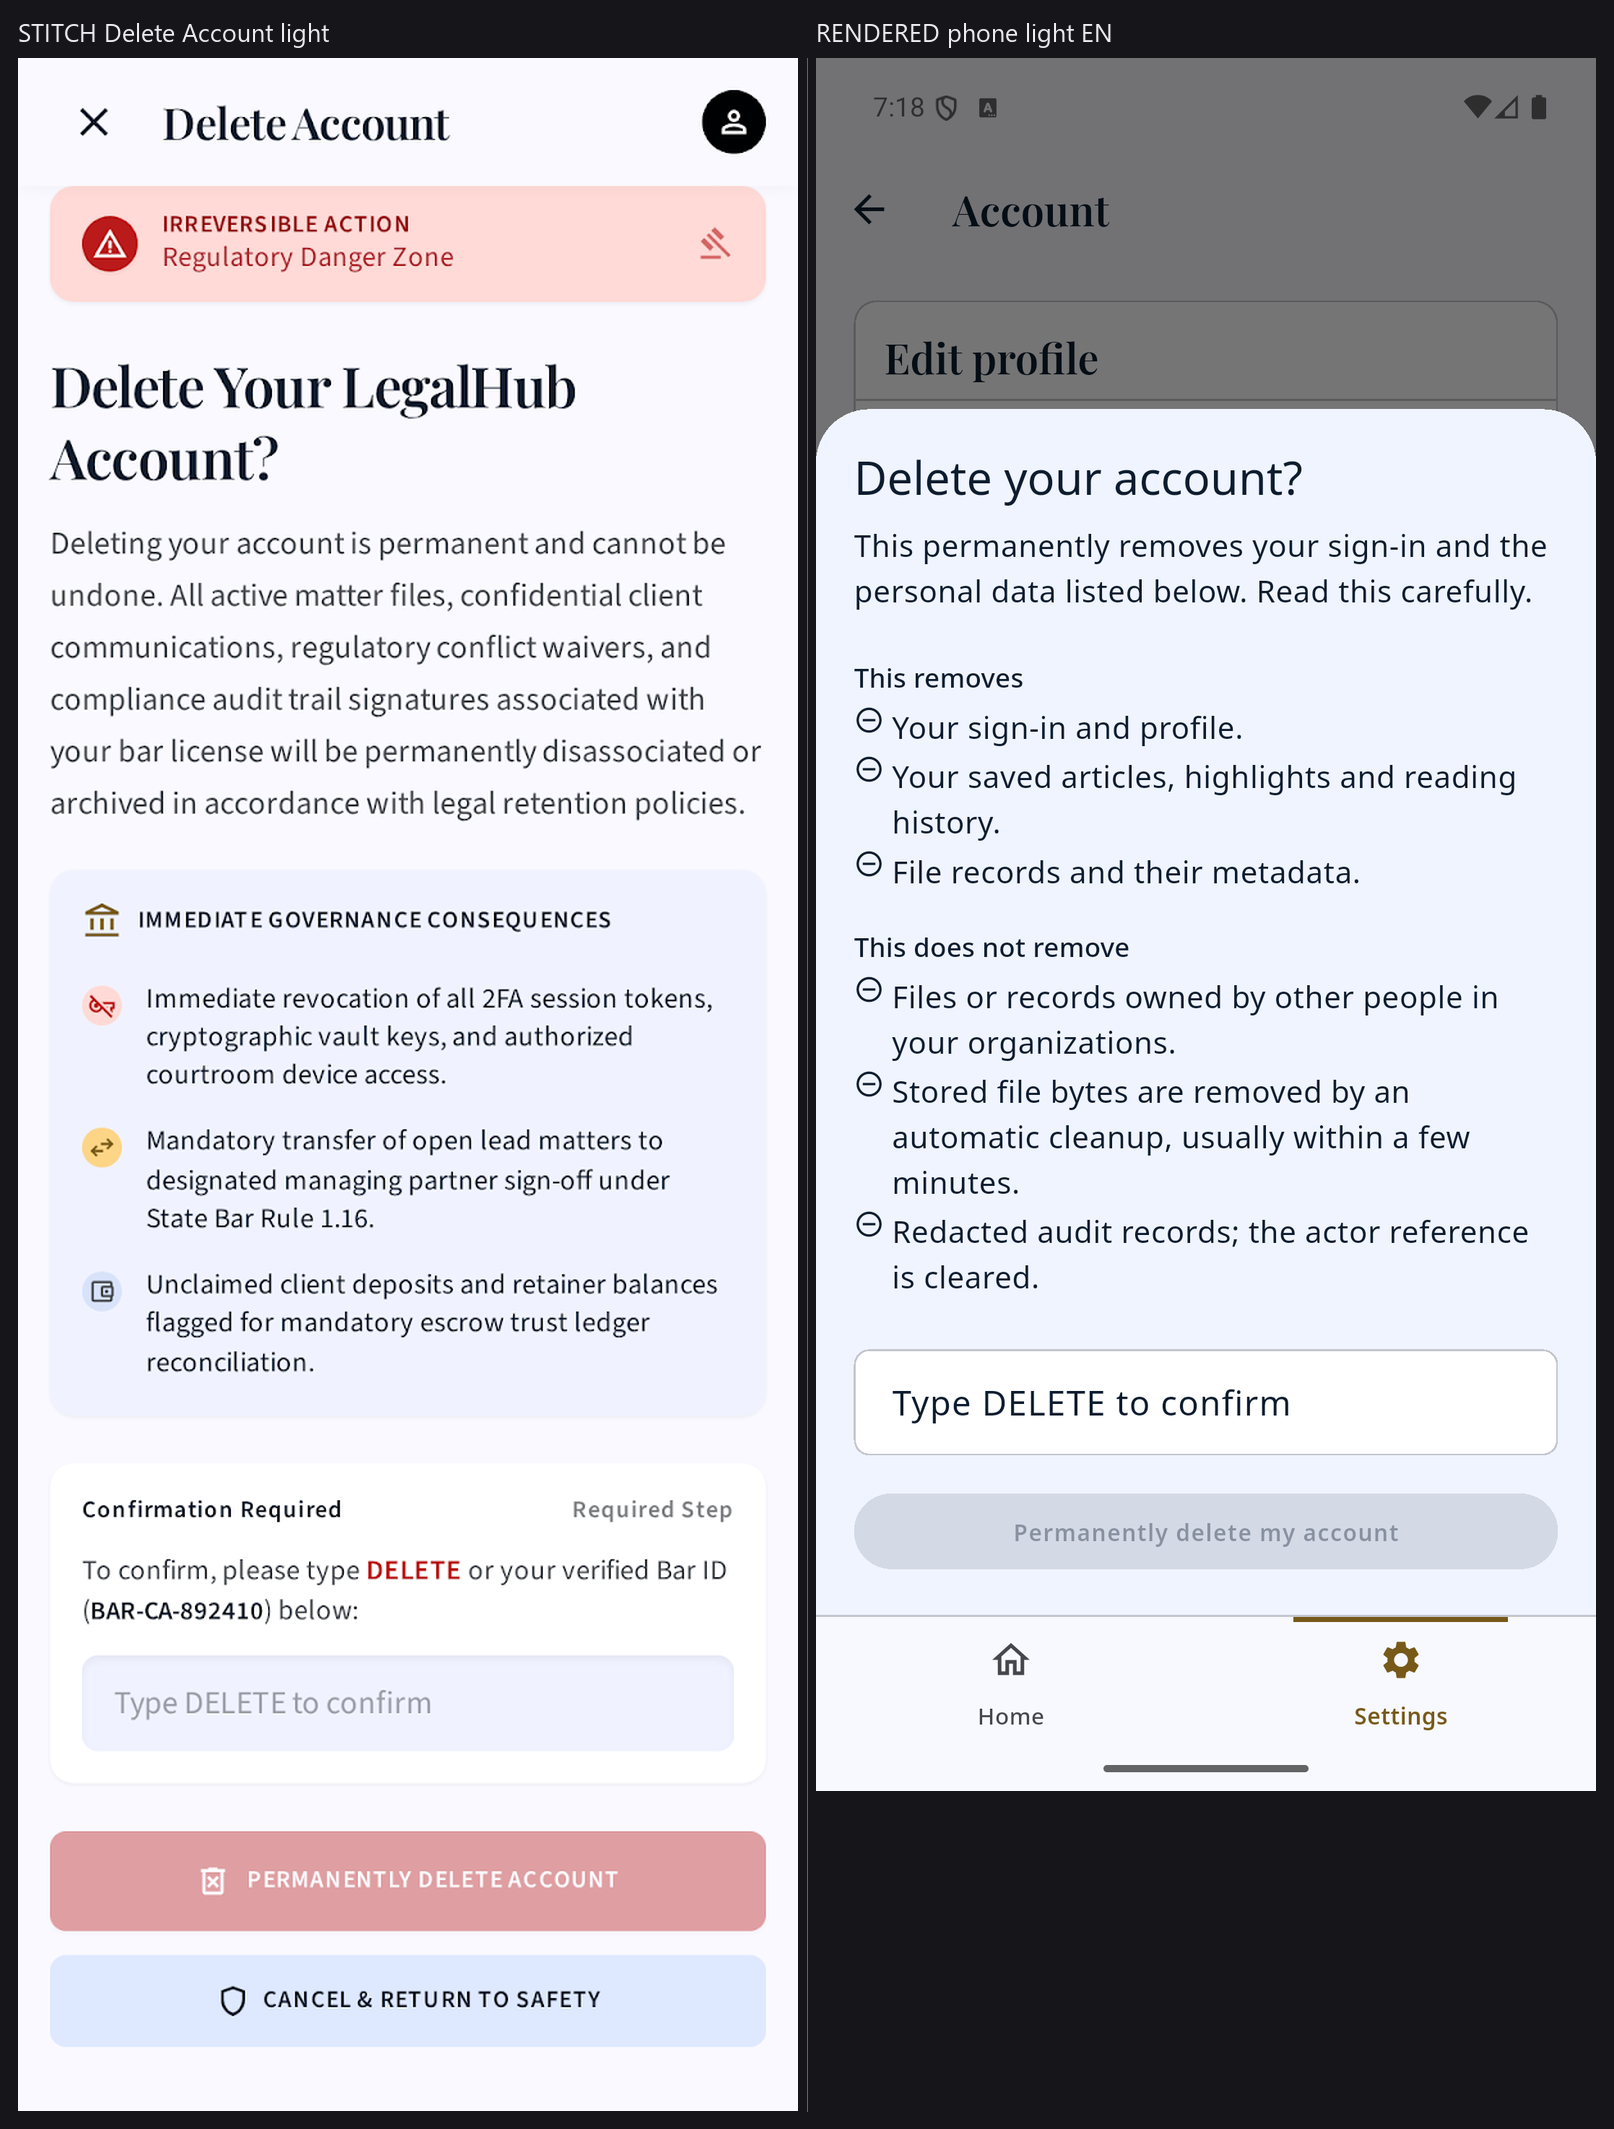 STITCH Delete Account light
Delete Account
IRREVERSIBLE ACTION
Regulatory Danger Zone
Delete Your LegalHub
Account?
Deleting your account is permanent and cannot be
undone. All active matter files, confidential client
communications, regulatory conflict waivers, and
compliance audit trail signatures associated with
your bar license will be permanently disassociated or
archived in accordance with legal retention policies.
IMMEDIATE GOVERNANCE CONSEQUENCES
Immediate revocation of all 2FA session tokens,
cryptographic vault keys, and authorized
courtroom device access.
Mandatory transfer of open lead matters to
designated managing partner sign-off under
State Bar Rule 1.16.
Unclaimed client deposits and retainer balances
flagged for mandatory escrow trust ledger
reconciliation.
Confirmation Required
Required Step
To confirm, please type DELETE or your verified Bar ID
(BAR-CA-892410) below:
Type DELETE to confirm
PERMANENTLY DELETE ACCOUNT
CANCEL & RETURN TO SAFETY
RENDERED phone light EN
7:18
A
Account
Edit profile
Delete your account?
This permanently removes your sign-in and the
personal data listed below. Read this carefully.
This removes
Your sign-in and profile.
Your saved articles, highlights and reading
history.
File records and their metadata.
This does not remove
Files or records owned by other people in
your organizations.
Stored file bytes are removed by an
automatic cleanup, usually within a few
minutes.
Redacted audit records; the actor reference
is cleared.
Type DELETE to confirm
Permanently delete my account
Home
Settings